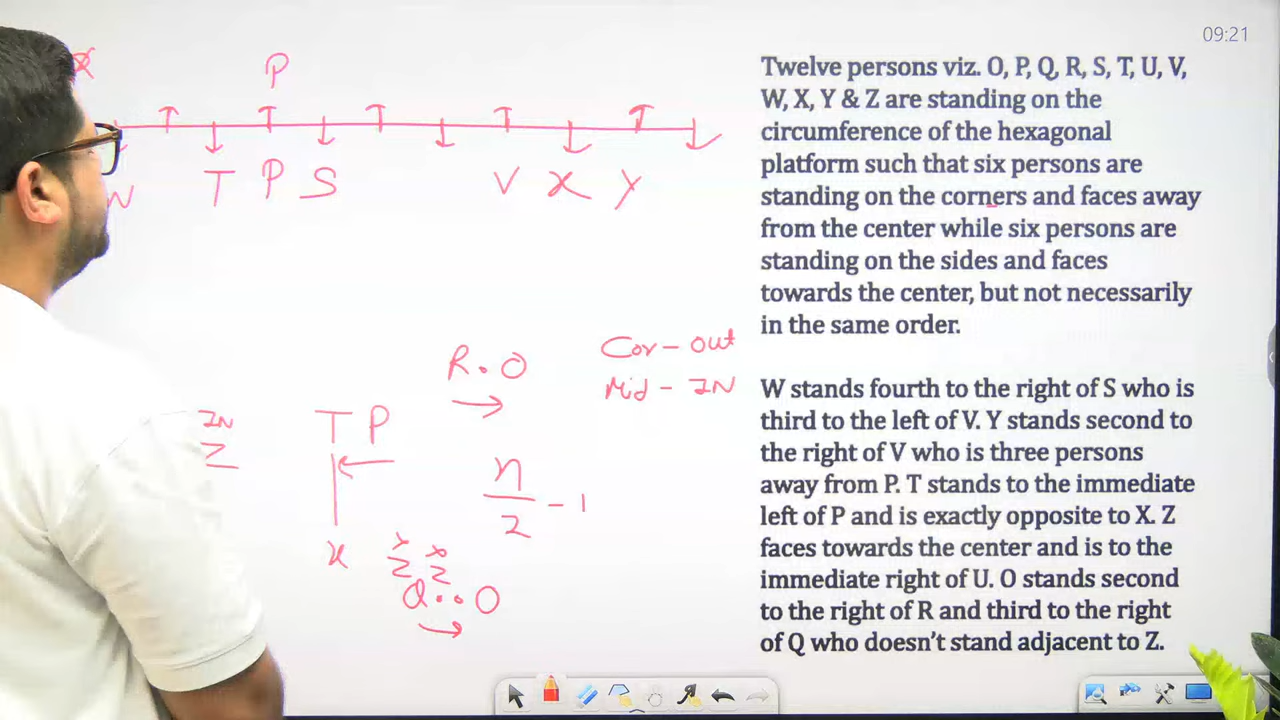 09:21
P
T P S V X Y
Twelve persons viz. O, P, Q, R, S, T, U, V,
W, X, Y & Z are standing on the
circumference of the hexagonal
platform such that six persons are
standing on the corners and faces away
from the center while six persons are
standing on the sides and faces
towards the center, but not necessarily
in the same order.
R . O
Cor - out
Mid - IN
IN
Z
T P
n
2
- 1
x
Q . . O
W stands fourth to the right of S who is
third to the left of V. Y stands second to
the right of V who is three persons
away from P. T stands to the immediate
left of P and is exactly opposite to X. Z
faces towards the center and is to the
immediate right of U. O stands second
to the right of R and third to the right
of Q who doesn't stand adjacent to Z.